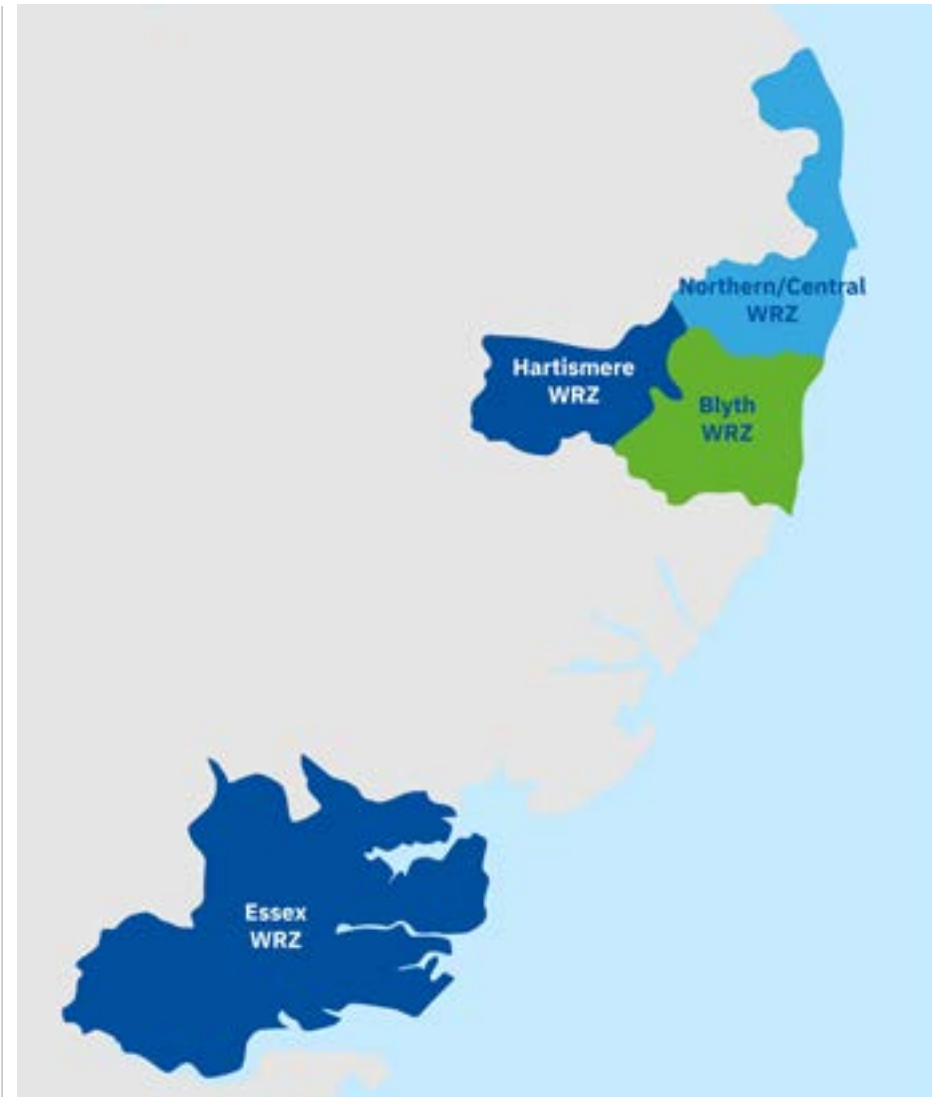 Northern/Central
WRZ
Hartismere
WRZ
Blyth
WRZ
Essex
WRZ